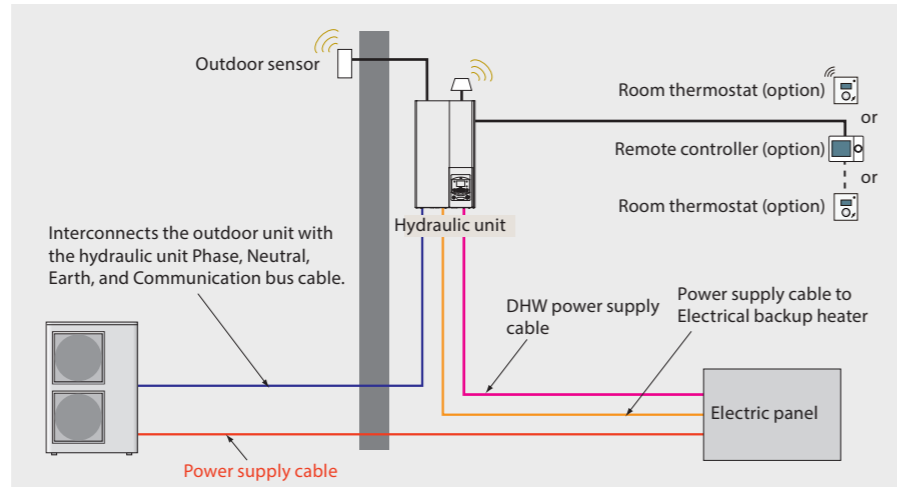 Outdoor sensor
Room thermostat (option)
or
Remote controller (option)
or
Room thermostat (option)
Hydraulic unit
Interconnects the outdoor unit with
the hydraulic unit Phase, Neutral,
Earth, and Communication bus cable.
DHW power supply
cable
Power supply cable to
Electrical backup heater
Electric panel
Power supply cable